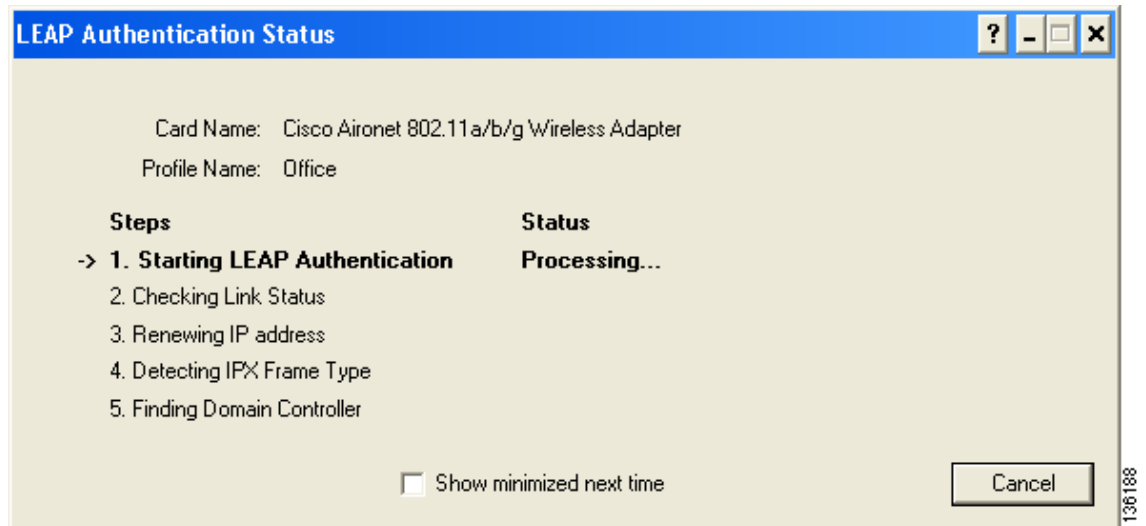 LEAP Authentication Status
Card Name: Cisco Aironet 802.11a/b/g Wireless Adapter
Profile Name: Office
Steps Status
-> 1. Starting LEAP Authentication Processing...
2. Checking Link Status
3. Renewing IP address
4. Detecting IPX Frame Type
5. Finding Domain Controller
Show minimized next time
Cancel
136188